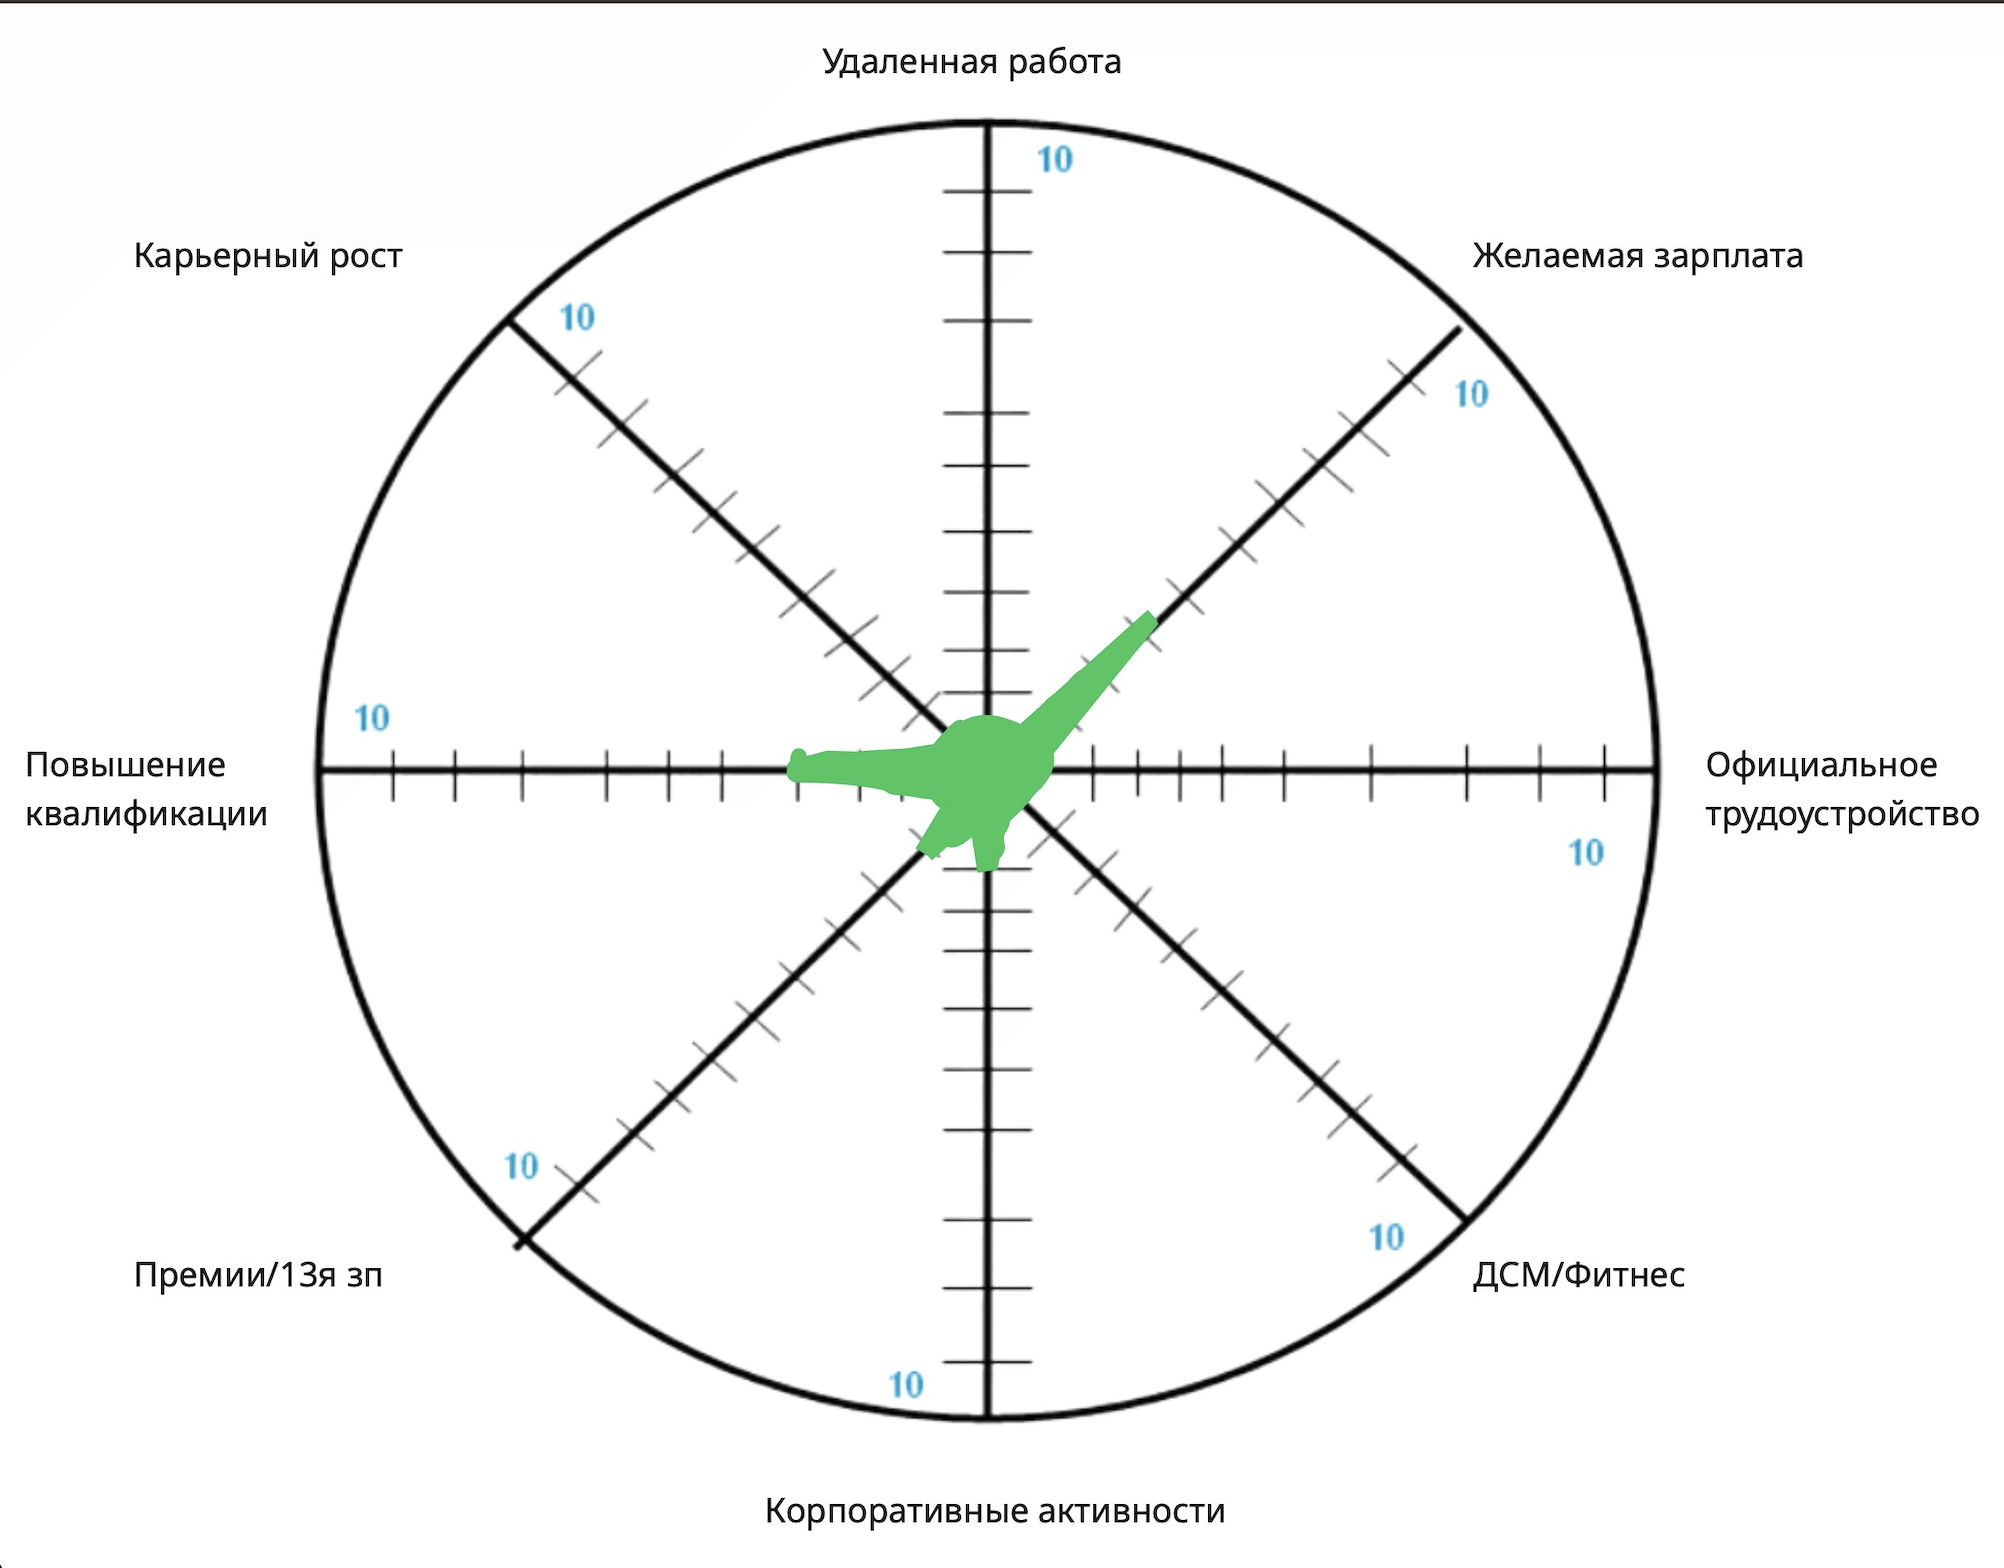 Удаленная работа
10
Карьерный рост
Желаемая зарплата
10
10
10
Повышение
квалификации
Официальное
трудоустройство
10
10
10
Премии/13я зп
ДСМ/Фитнес
10
Корпоративные активности